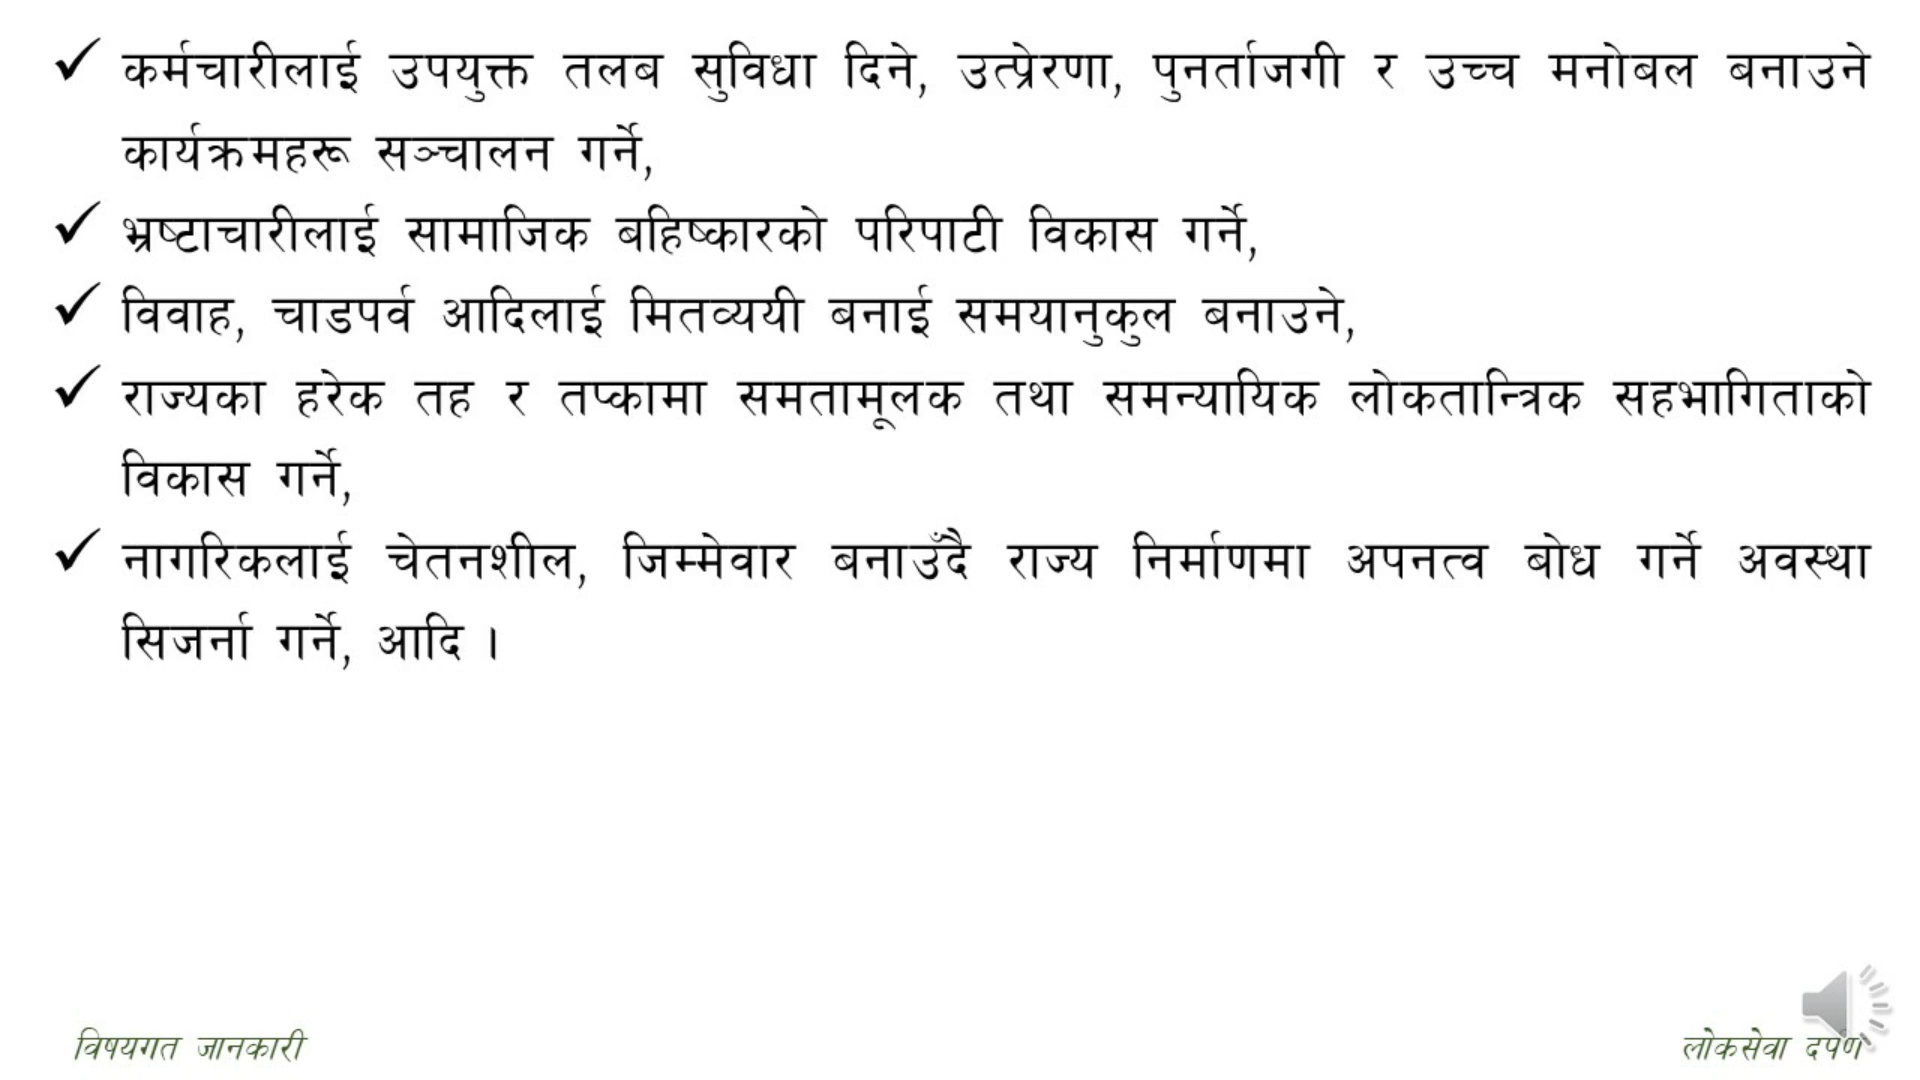 ✓ कर्मचारीलाई उपयुक्त तलब सुविधा दिने, उत्प्रेरणा, पुनर्ताजगी र उच्च मनोबल बनाउने
कार्यक्रमहरू सञ्चालन गर्ने,
✓ भ्रष्टाचारीलाई सामाजिक बहिष्कारको परिपाटी विकास गर्ने,
✓ विवाह, चाडपर्व आदिलाई मितव्ययी बनाई समयानुकुल बनाउने,
✓ राज्यका हरेक तह र तप्कामा समतामूलक तथा समन्यायिक लोकतान्त्रिक सहभागिताको
विकास गर्ने,
✓ नागरिकलाई चेतनशील, जिम्मेवार बनाउँदै राज्य निर्माणमा अपनत्व बोध गर्ने अवस्था
सिजर्ना गर्ने, आदि ।
विषयगत जानकारी
लोकसेवा दर्पण